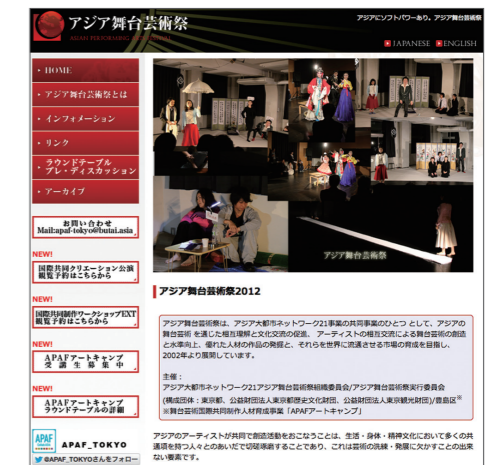 アジア舞台芸術祭
ASIAN PERFORMING ARTS FESTIVAL
アジアにソフトパワーあり。アジア舞台芸術祭
JAPANESE ENGLISH
HOME
アジア舞台芸術祭とは
インフォメーション
リンク
ラウンドテーブル
プレ・ディスカッション
アーカイブ
お問い合わせ
Mail:apaf-tokyo@butai.asia
NEW!
国際共同クリエーション公演
観覧予約はこちらから
NEW!
国際共同制作ワークショップEXT
観覧予約はこちらから
NEW!
APAFアートキャンプ
受講生募集中
NEW!
APAFアートキャンプ
ラウンドテーブルの詳細
APAF
TOKYO
APAF_TOKYO
@APAF_TOKYOさんをフォロー
アジア舞台芸術祭
アジア舞台芸術祭2012
アジア舞台芸術祭は、アジア大都市ネットワーク21事業の共同事業のひとつ として、アジアの
舞台芸術 を通じた相互理解と文化交流の促進、 アーティストの相互交流による舞台芸術の創造
と水準向上、優れた人材の作品の発掘と、それらを世界に流通させる市場の育成を目指し、
2002年より展開しています。
主催：
アジア大都市ネットワーク21アジア舞台芸術祭組織委員会/アジア舞台芸術祭実行委員会
(構成団体：東京都、公益財団法人東京都歴史文化財団、公益財団法人東京観光財団)/豊島区※
※舞台芸術国際共同制作人材育成事業「APAFアートキャンプ」
アジアのアーティストが共同で創造活動をおこなうことは、生活・身体・精神文化において多くの共
通項を持つ人々とのあいだで切磋琢磨することであり、これは芸術の洗練・発展に欠かすことの出来
ない要素です。